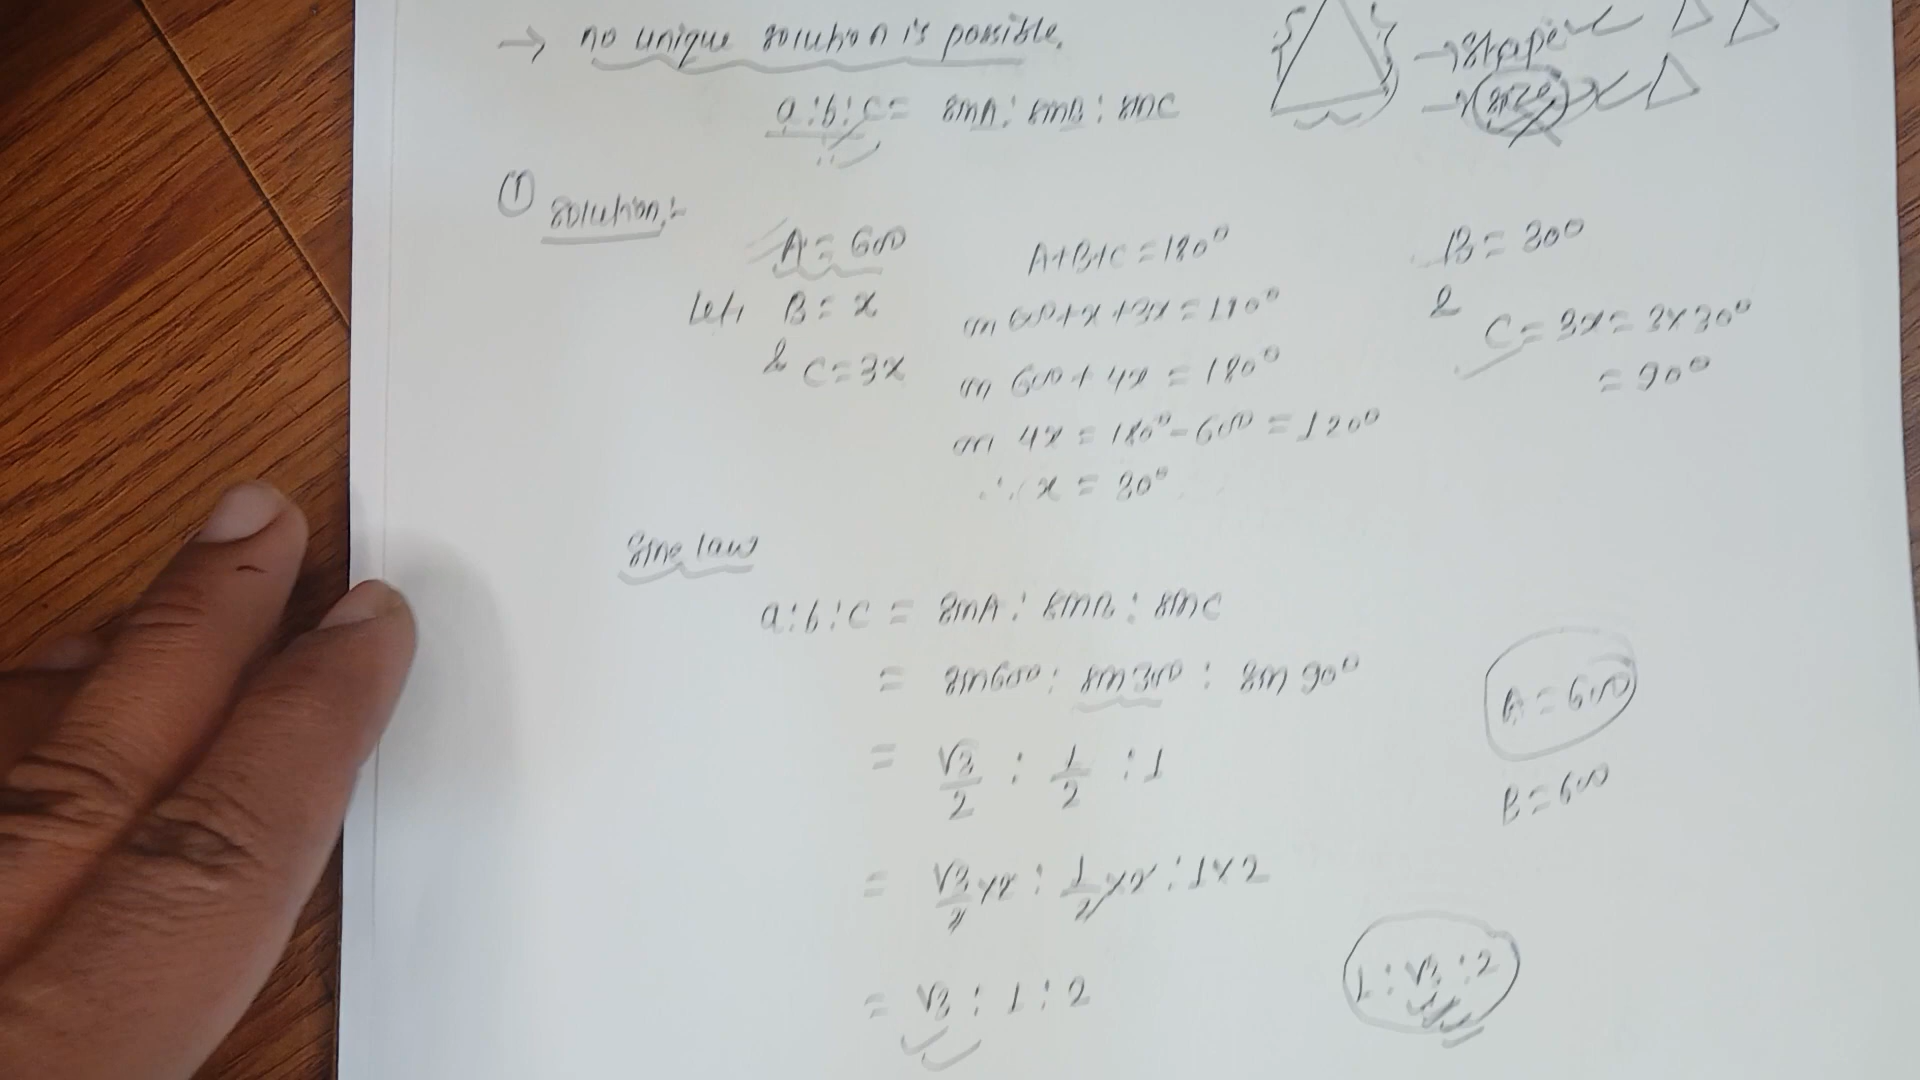 → no unique solution is possible.
→ shape
→ size
a:b:c = sinA : sinB : sinC
① Solution:-
A = 60°
Let, B = x
& C = 3x
A+B+C = 180°
or 60°+x+3x = 180°
or 60°+4x = 180°
or 4x = 180°-60° = 120°
∴ x = 30°
B = 30°
&
C = 3x = 3×30°
= 90°
Sine law
a:b:c = sinA : sinB : sinC
= sin60° : sin30° : sin90°
= √3/2 : 1/2 : 1
= √3/2×2 : 1/2×2 : 1×2
= √3 : 1 : 2
A = 60°
B = 60°
1 : √3 : 2